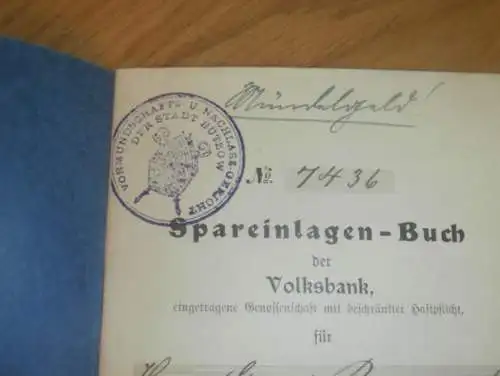 Mündelgeld!
VORMUNDSCHAFTS U. NACHLASS-GERICHT
DER STADT BÜTZOW
No. 7436
Spareinlagen-Buch
der
Volksbank,
eingetragene Genossenschaft mit beschränkter Haftpflicht,
für